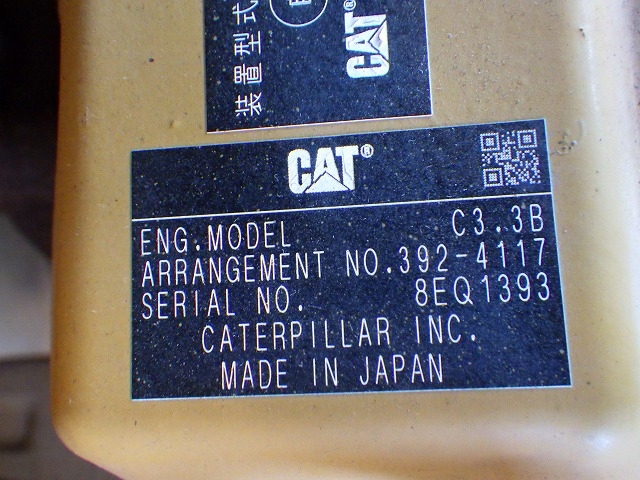 装置型式
CAT®
CAT®
ENG.MODEL C3.3B
ARRANGEMENT NO.392-4117
SERIAL NO. 8EQ1393
CATERPILLAR INC.
MADE IN JAPAN